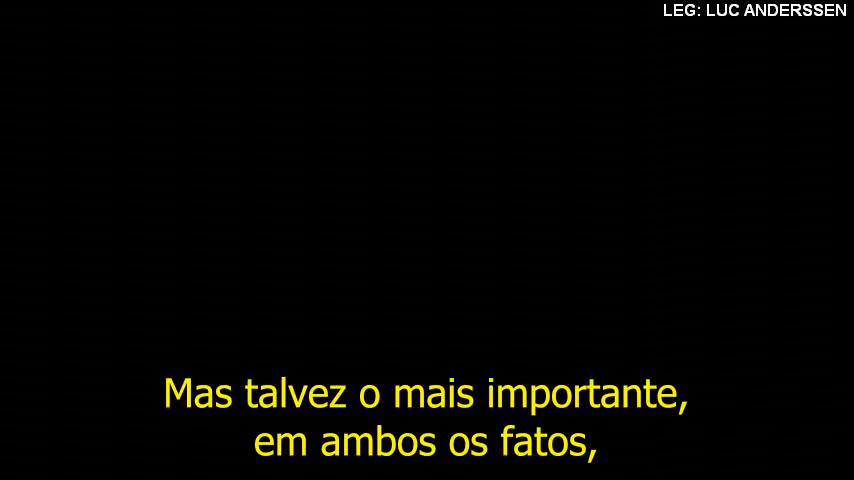 LEG: LUC ANDERSSEN
Mas talvez o mais importante,
em ambos os fatos,